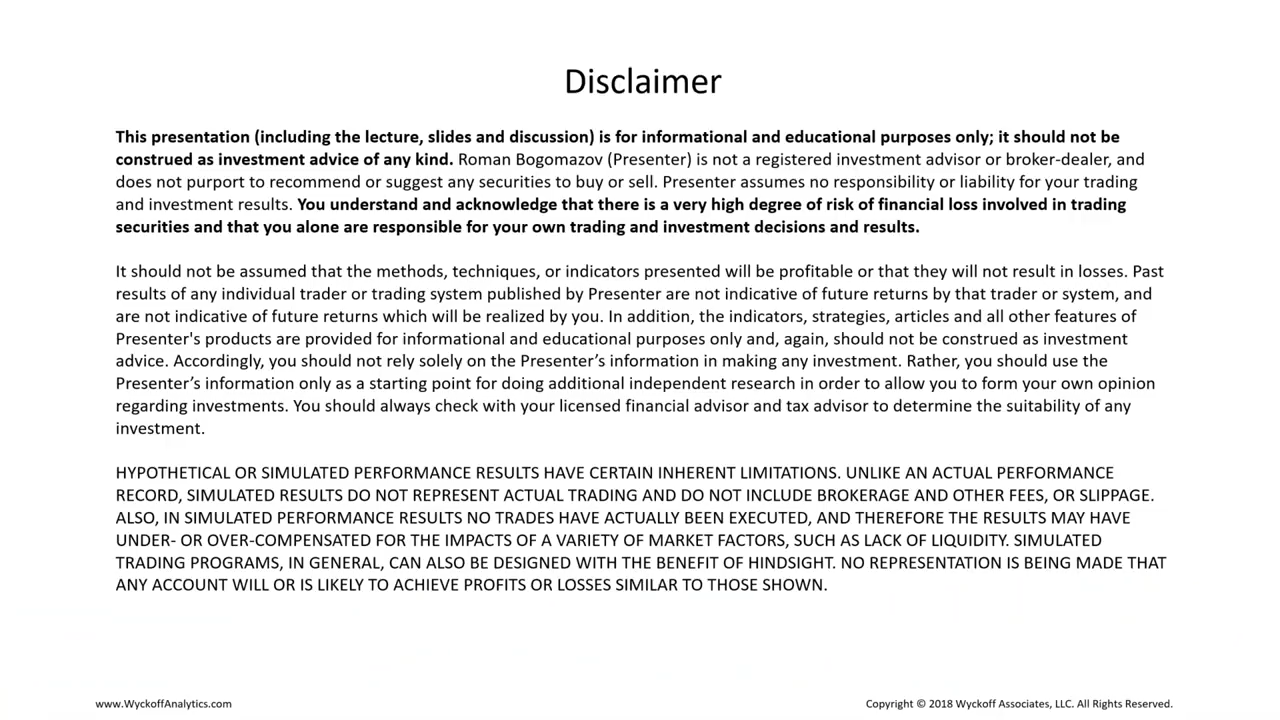 Disclaimer
This presentation (including the lecture, slides and discussion) is for informational and educational purposes only; it should not be
construed as investment advice of any kind. Roman Bogomazov (Presenter) is not a registered investment advisor or broker-dealer, and
does not purport to recommend or suggest any securities to buy or sell. Presenter assumes no responsibility or liability for your trading
and investment results. You understand and acknowledge that there is a very high degree of risk of financial loss involved in trading
securities and that you alone are responsible for your own trading and investment decisions and results.
It should not be assumed that the methods, techniques, or indicators presented will be profitable or that they will not result in losses. Past
results of any individual trader or trading system published by Presenter are not indicative of future returns by that trader or system, and
are not indicative of future returns which will be realized by you. In addition, the indicators, strategies, articles and all other features of
Presenter's products are provided for informational and educational purposes only and, again, should not be construed as investment
advice. Accordingly, you should not rely solely on the Presenter’s information in making any investment. Rather, you should use the
Presenter’s information only as a starting point for doing additional independent research in order to allow you to form your own opinion
regarding investments. You should always check with your licensed financial advisor and tax advisor to determine the suitability of any
investment.
HYPOTHETICAL OR SIMULATED PERFORMANCE RESULTS HAVE CERTAIN INHERENT LIMITATIONS. UNLIKE AN ACTUAL PERFORMANCE
RECORD, SIMULATED RESULTS DO NOT REPRESENT ACTUAL TRADING AND DO NOT INCLUDE BROKERAGE AND OTHER FEES, OR SLIPPAGE.
ALSO, IN SIMULATED PERFORMANCE RESULTS NO TRADES HAVE ACTUALLY BEEN EXECUTED, AND THEREFORE THE RESULTS MAY HAVE
UNDER- OR OVER-COMPENSATED FOR THE IMPACTS OF A VARIETY OF MARKET FACTORS, SUCH AS LACK OF LIQUIDITY. SIMULATED
TRADING PROGRAMS, IN GENERAL, CAN ALSO BE DESIGNED WITH THE BENEFIT OF HINDSIGHT. NO REPRESENTATION IS BEING MADE THAT
ANY ACCOUNT WILL OR IS LIKELY TO ACHIEVE PROFITS OR LOSSES SIMILAR TO THOSE SHOWN.
www.WyckoffAnalytics.com
Copyright © 2018 Wyckoff Associates, LLC. All Rights Reserved.